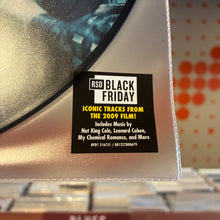 RSD BLACK
FRIDAY
ICONIC TRACKS FROM
THE 2009 FILM!
Includes Music by
Nat King Cole, Leonard Cohen,
My Chemical Romance, and More
BLUES